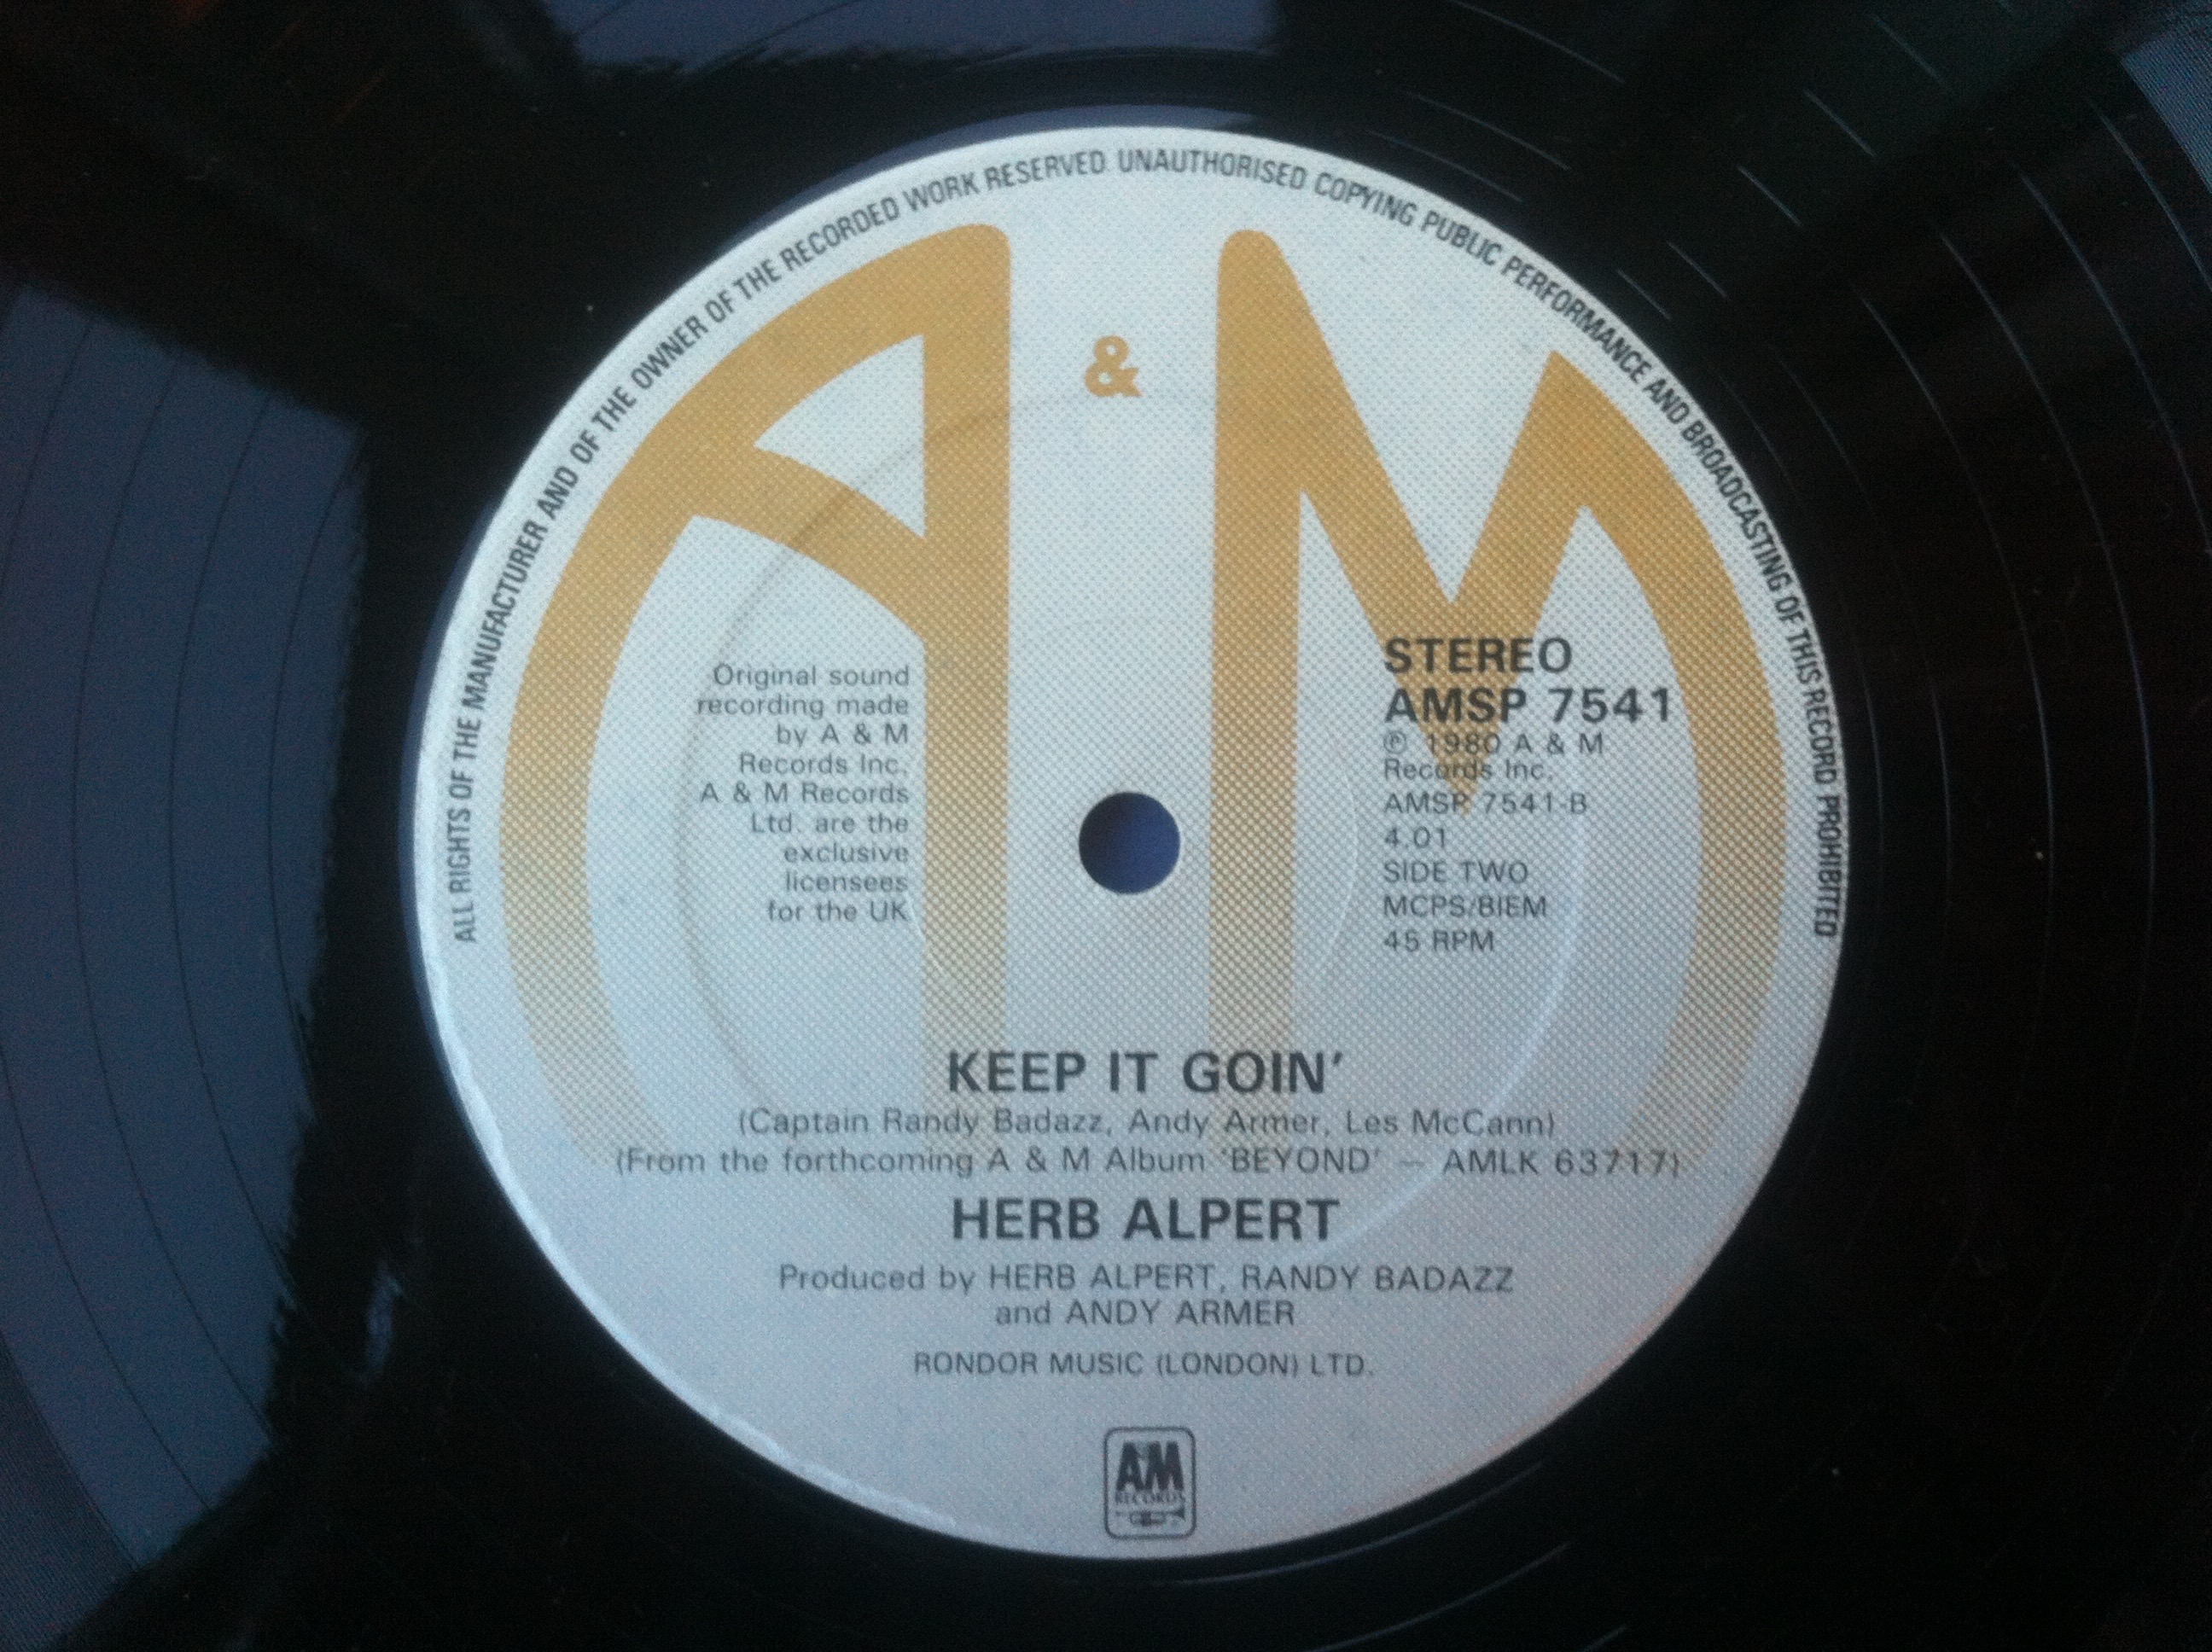 ALL RIGHTS OF THE MANUFACTURER AND OF THE OWNER OF THE RECORDED WORK RESERVED UNAUTHORISED COPYING PUBLIC PERFORMANCE AND BROADCASTING OF THIS RECORD PROHIBITED
A & M
Original sound
recording made
by A & M
Records Inc.
A & M Records
Ltd. are the
exclusive
licensees
for the UK
STEREO
AMSP 7541
℗ 1980 A & M
Records Inc.
AMSP 7541-B
4.01
SIDE TWO
MCPS/BIEM
45 RPM
KEEP IT GOIN’
(Captain Randy Badazz, Andy Armer, Les McCann)
(From the forthcoming A & M Album ‘BEYOND’ – AMLK 63717)
HERB ALPERT
Produced by HERB ALPERT, RANDY BADAZZ
and ANDY ARMER
RONDOR MUSIC (LONDON) LTD.
A&M
RECORDS